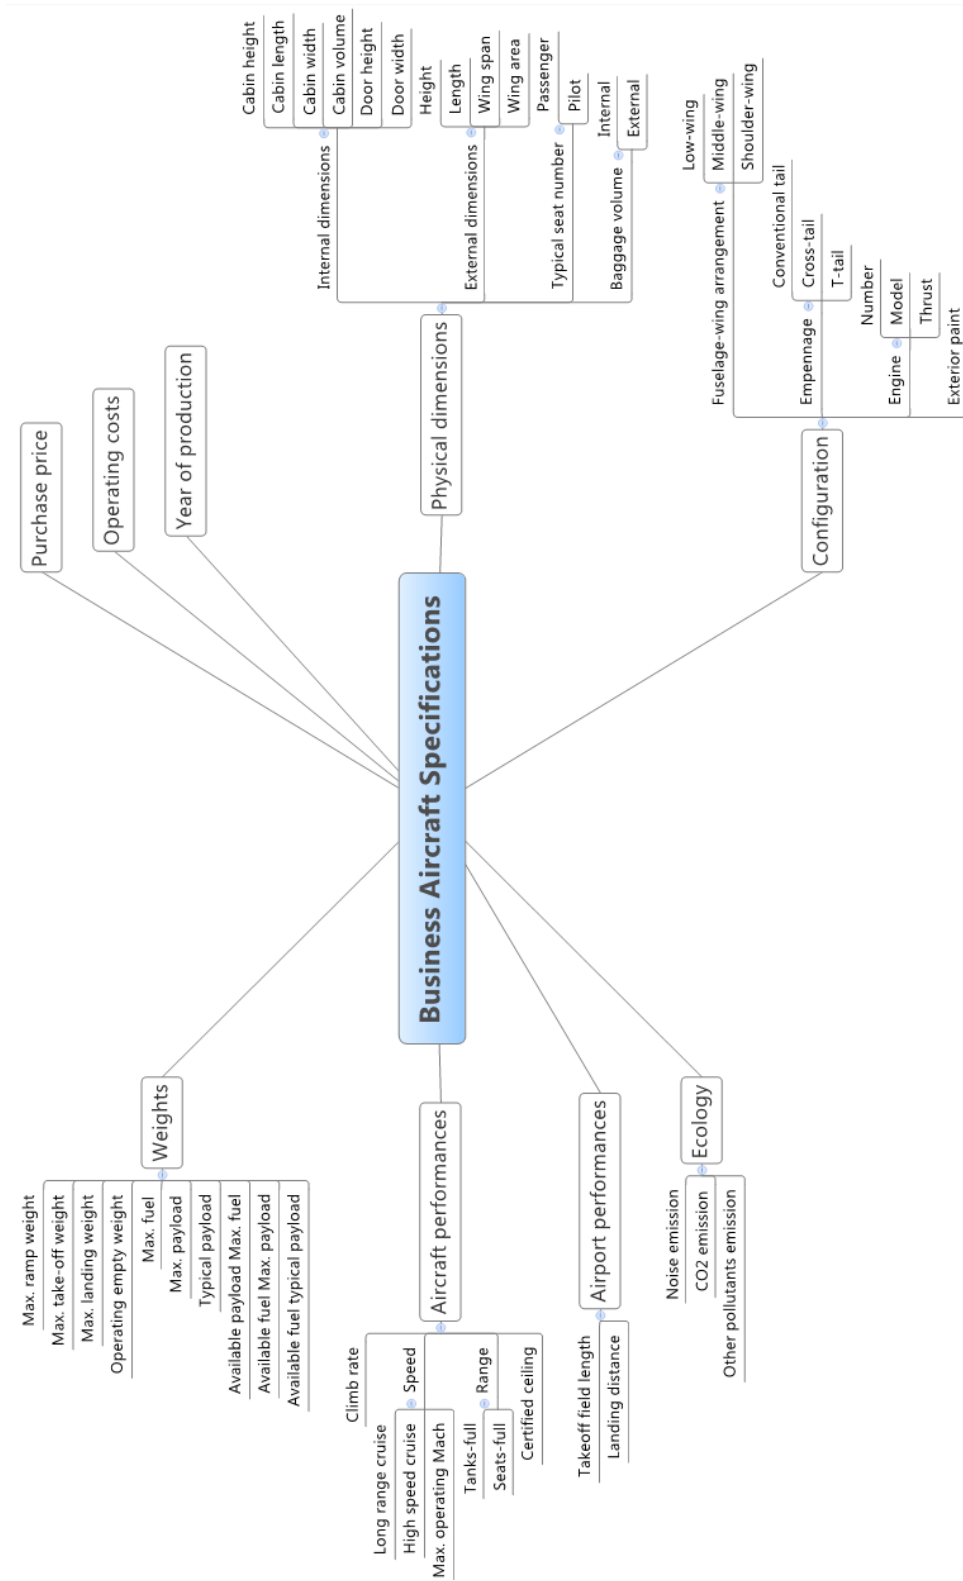 Business Aircraft Specifications
Purchase price
Operating costs
Year of production
Physical dimensions
Internal dimensions
Cabin height
Cabin length
Cabin width
Cabin volume
Door height
Door width
External dimensions
Height
Length
Wing span
Wing area
Typical seat number
Passenger
Pilot
Baggage volume
Internal
External
Configuration
Fuselage-wing arrangement
Low-wing
Middle-wing
Shoulder-wing
Empennage
Conventional tail
Cross-tail
T-tail
Engine
Number
Model
Thrust
Exterior paint
Weights
Max. ramp weight
Max. take-off weight
Max. landing weight
Operating empty weight
Max. fuel
Max. payload
Typical payload
Available payload Max. fuel
Available fuel Max. payload
Available fuel typical payload
Aircraft performances
Climb rate
Speed
Long range cruise
High speed cruise
Max. operating Mach
Range
Tanks-full
Seats-full
Certified ceiling
Airport performances
Takeoff field length
Landing distance
Ecology
Noise emission
CO2 emission
Other pollutants emission